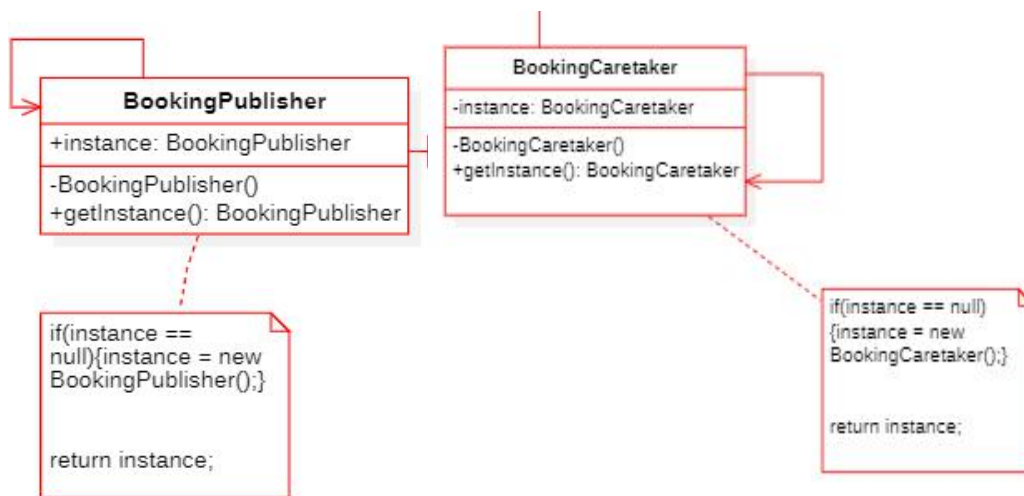 BookingPublisher
+instance: BookingPublisher
-BookingPublisher()
+getInstance(): BookingPublisher
if(instance ==
null){instance = new
BookingPublisher();}
return instance;
BookingCaretaker
-instance: BookingCaretaker
-BookingCaretaker()
+getInstance(): BookingCaretaker
if(instance == null)
{instance = new
BookingCaretaker();}
return instance;